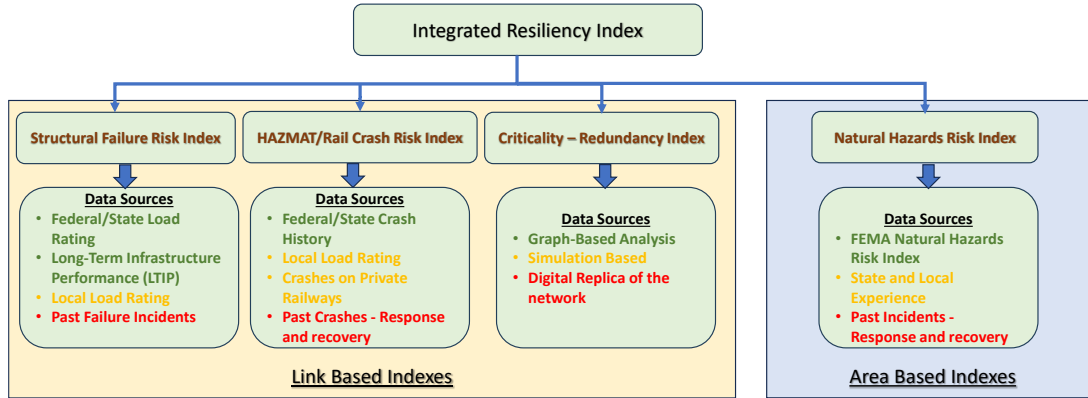 Integrated Resiliency Index
Structural Failure Risk Index
HAZMAT/Rail Crash Risk Index
Criticality – Redundancy Index
Natural Hazards Risk Index
Data Sources
• Federal/State Load
Rating
• Long-Term Infrastructure
Performance (LTIP)
• Local Load Rating
• Past Failure Incidents
Data Sources
• Federal/State Crash
History
• Local Load Rating
• Crashes on Private
Railways
• Past Crashes - Response
and recovery
Data Sources
• Graph-Based Analysis
• Simulation Based
• Digital Replica of the
network
Data Sources
• FEMA Natural Hazards
Risk Index
• State and Local
Experience
• Past Incidents -
Response and recovery
Link Based Indexes
Area Based Indexes